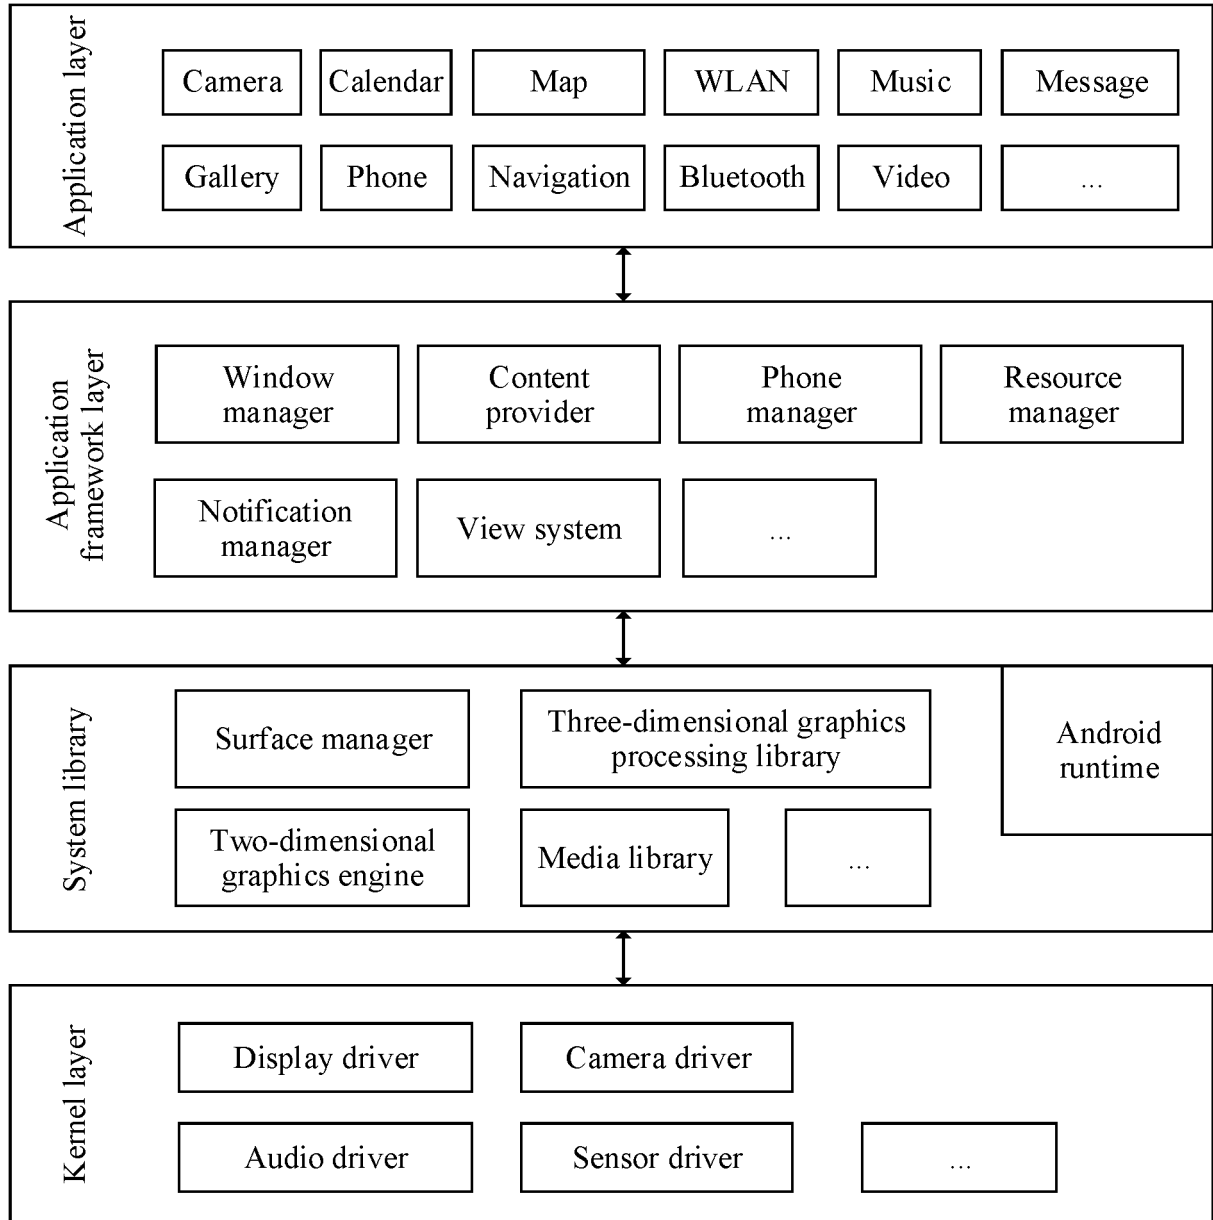 Application layer
Camera
Calendar
Map
WLAN
Music
Message
Gallery
Phone
Navigation
Bluetooth
Video
...
Application
framework layer
Window
manager
Content
provider
Phone
manager
Resource
manager
Notification
manager
View system
...
System library
Surface manager
Three-dimensional graphics
processing library
Android
runtime
Two-dimensional
graphics engine
Media library
...
Kernel layer
Display driver
Camera driver
Audio driver
Sensor driver
...